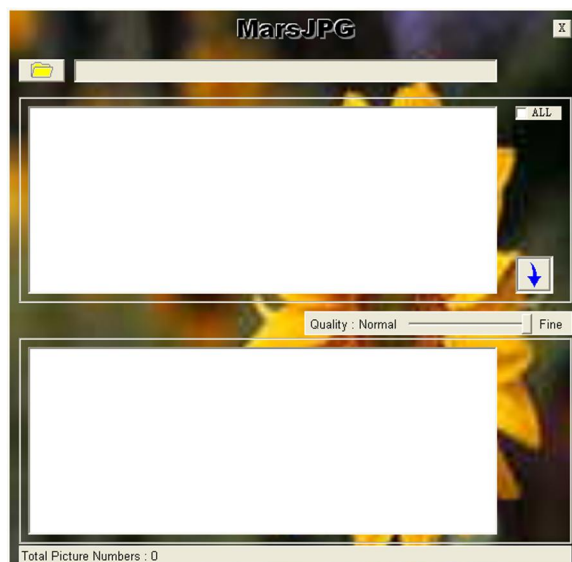 MarsJPG
X
ALL
Quality : Normal Fine
Total Picture Numbers : 0